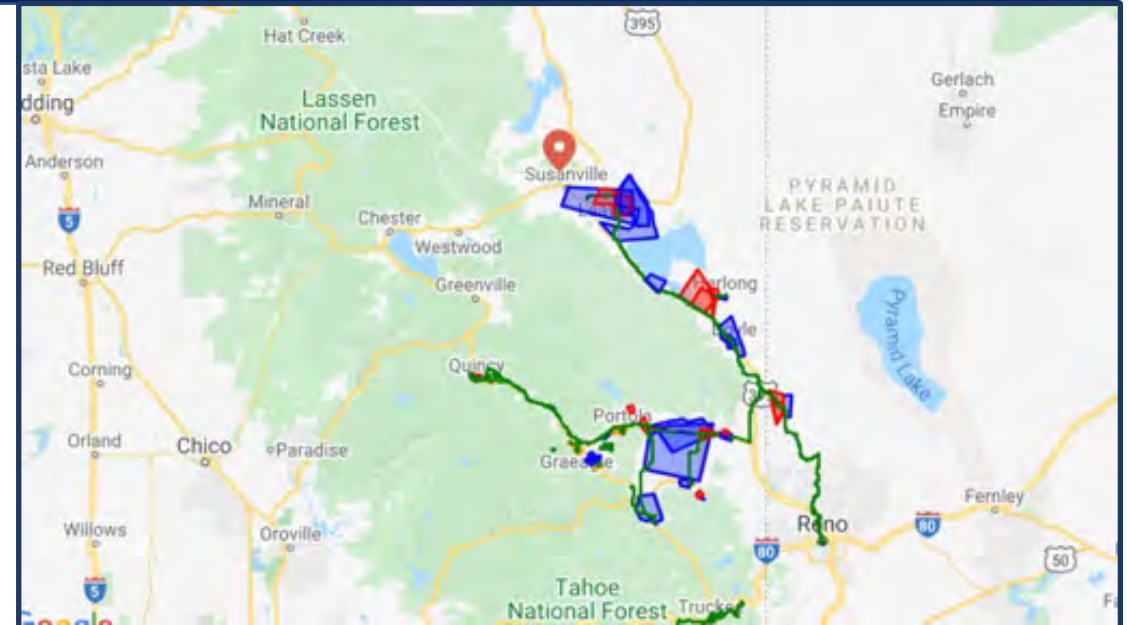 395
Hat Creek
sta Lake
dding
Lassen
National Forest
Gerlach
Empire
Anderson
Susanville
PYRAMID
LAKE PAIUTE
RESERVATION
Mineral
5
Chester
Westwood
Red Bluff
Greenville
Pyramid Lake
Quincy
Corning
Portola
Orland
Chico
Paradise
Fernley
Willows
Oroville
Reno
80
80
50
5
Tahoe
National Forest